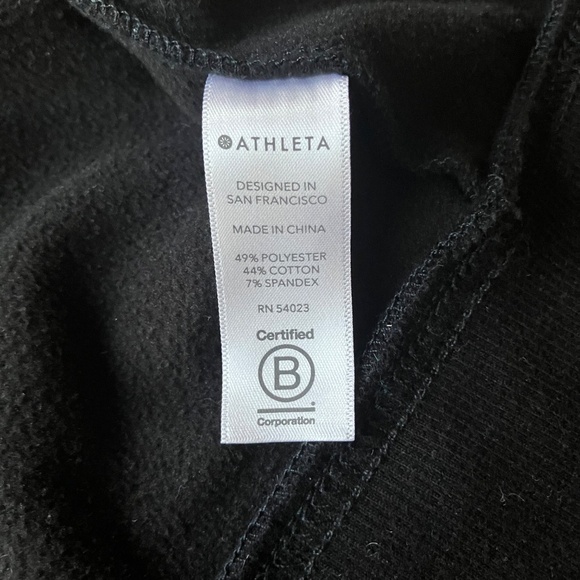 ATHLETA
DESIGNED IN
SAN FRANCISCO
MADE IN CHINA
49% POLYESTER
44% COTTON
7% SPANDEX
RN 54023
Certified
B
Corporation